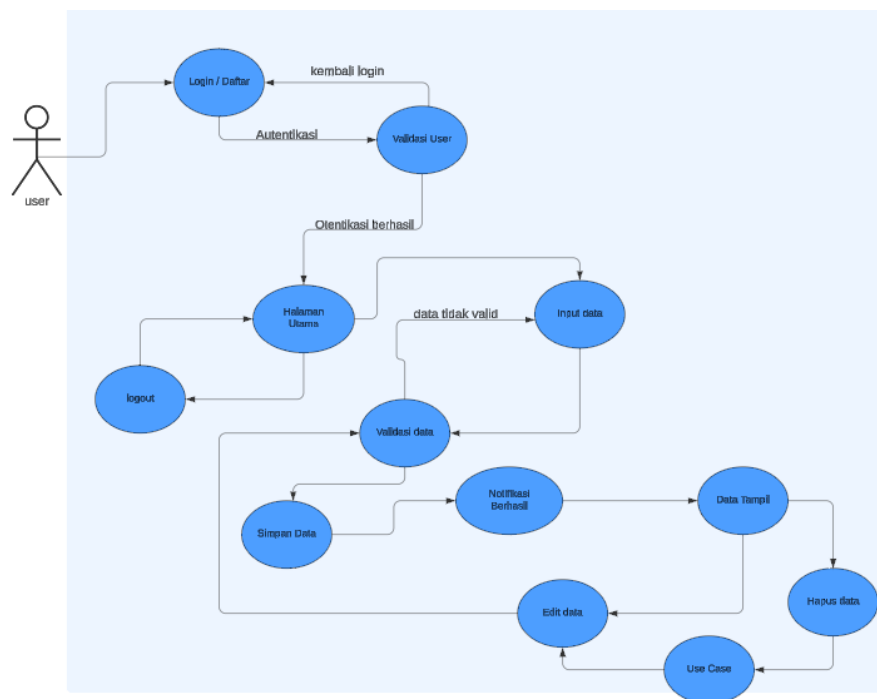 kembali login
Login / Daftar
Autentikasi
Validasi User
user
Otentikasi berhasil
Halaman
Utama
data tidak valid
Input data
logout
Validasi data
Notifikasi
Berhasil
Data Tampil
Simpan Data
Edit data
Hapus data
Use Case